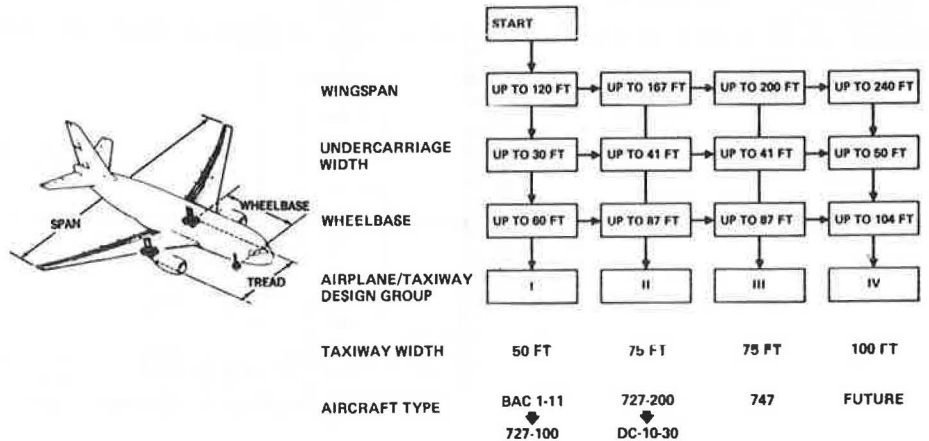 START
WINGSPAN UP TO 120 FT UP TO 167 FT UP TO 200 FT UP TO 240 FT
UNDERCARRIAGE
WIDTH UP TO 30 FT UP TO 41 FT UP TO 41 FT UP TO 50 FT
WHEELBASE
SPAN
TREAD
WHEELBASE UP TO 60 FT UP TO 87 FT UP TO 87 FT UP TO 104 FT
AIRPLANE/TAXIWAY
DESIGN GROUP I II III IV
TAXIWAY WIDTH 50 FT 75 FT 75 FT 100 FT
AIRCRAFT TYPE BAC 1-11 727-200 747 FUTURE
727-100 DC-10-30